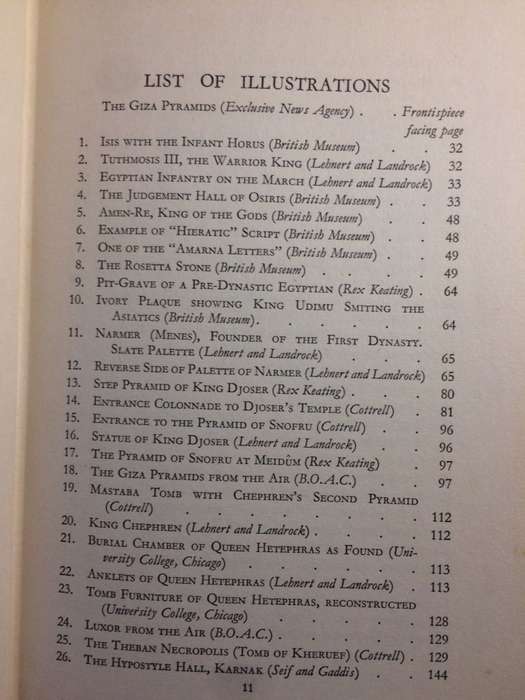 LIST OF ILLUSTRATIONS
THE GIZA PYRAMIDS (Exclusive News Agency) . . Frontispiece
facing page
1. ISIS WITH THE INFANT HORUS (British Museum) . . 32
2. TUTHMOSIS III, THE WARRIOR KING (Lehnert and Landrock) 32
3. EGYPTIAN INFANTRY ON THE MARCH (Lehnert and Landrock) 33
4. THE JUDGEMENT HALL OF OSIRIS (British Museum) . . 33
5. AMEN-RE, KING OF THE GODS (British Museum) . . 48
6. EXAMPLE OF "HIERATIC" SCRIPT (British Museum) . . 48
7. ONE OF THE "AMARNA LETTERS" (British Museum) . . 49
8. THE ROSETTA STONE (British Museum) . . . . 49
9. PIT-GRAVE OF A PRE-DYNASTIC EGYPTIAN (Rex Keating) . 64
10. IVORY PLAQUE SHOWING KING UDIMU SMITING THE
ASIATICS (British Museum) . . . . . . 64
11. NARMER (MENES), FOUNDER OF THE FIRST DYNASTY.
SLATE PALETTE (Lehnert and Landrock) . . . 65
12. REVERSE SIDE OF PALETTE OF NARMER (Lehnert and Landrock) 65
13. STEP PYRAMID OF KING DJOSER (Rex Keating) . . . 80
14. ENTRANCE COLONNADE TO DJOSER'S TEMPLE (Cottrell) . 81
15. ENTRANCE TO THE PYRAMID OF SNOFRU (Cottrell) . . 96
16. STATUE OF KING DJOSER (Lehnert and Landrock) . . 96
17. THE PYRAMID OF SNOFRU AT MEIDÛM (Rex Keating) . 97
18. THE GIZA PYRAMIDS FROM THE AIR (B.O.A.C.) . . 97
19. MASTABA TOMB WITH CHEPHREN'S SECOND PYRAMID
(Cottrell) . . . . . . . 112
20. KING CHEPHREN (Lehnert and Landrock) . . . . 112
21. BURIAL CHAMBER OF QUEEN HETEPHRAS AS FOUND (Uni-
versity College, Chicago) . . . . . 113
22. ANKLETS OF QUEEN HETEPHRAS (Lehnert and Landrock) . 113
23. TOMB FURNITURE OF QUEEN HETEPHRAS, RECONSTRUCTED
(University College, Chicago) . . . . 128
24. LUXOR FROM THE AIR (B.O.A.C.) . . . . . 129
25. THE THEBAN NECROPOLIS (TOMB OF KHERUEF) (Cottrell) . 129
26. THE HYPOSTYLE HALL, KARNAK (Seif and Gaddis) . . 144
11